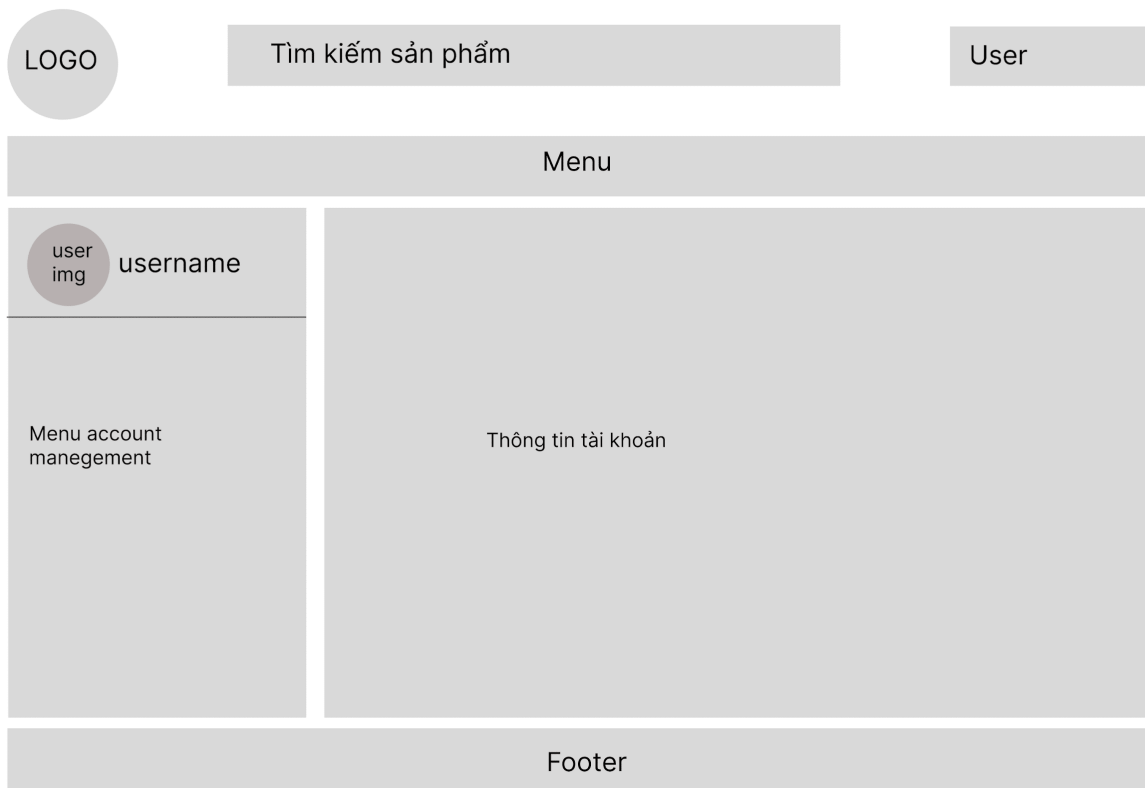 LOGO
Tìm kiếm sản phẩm
User
Menu
user
img
username
Menu account
manegement
Thông tin tài khoản
Footer